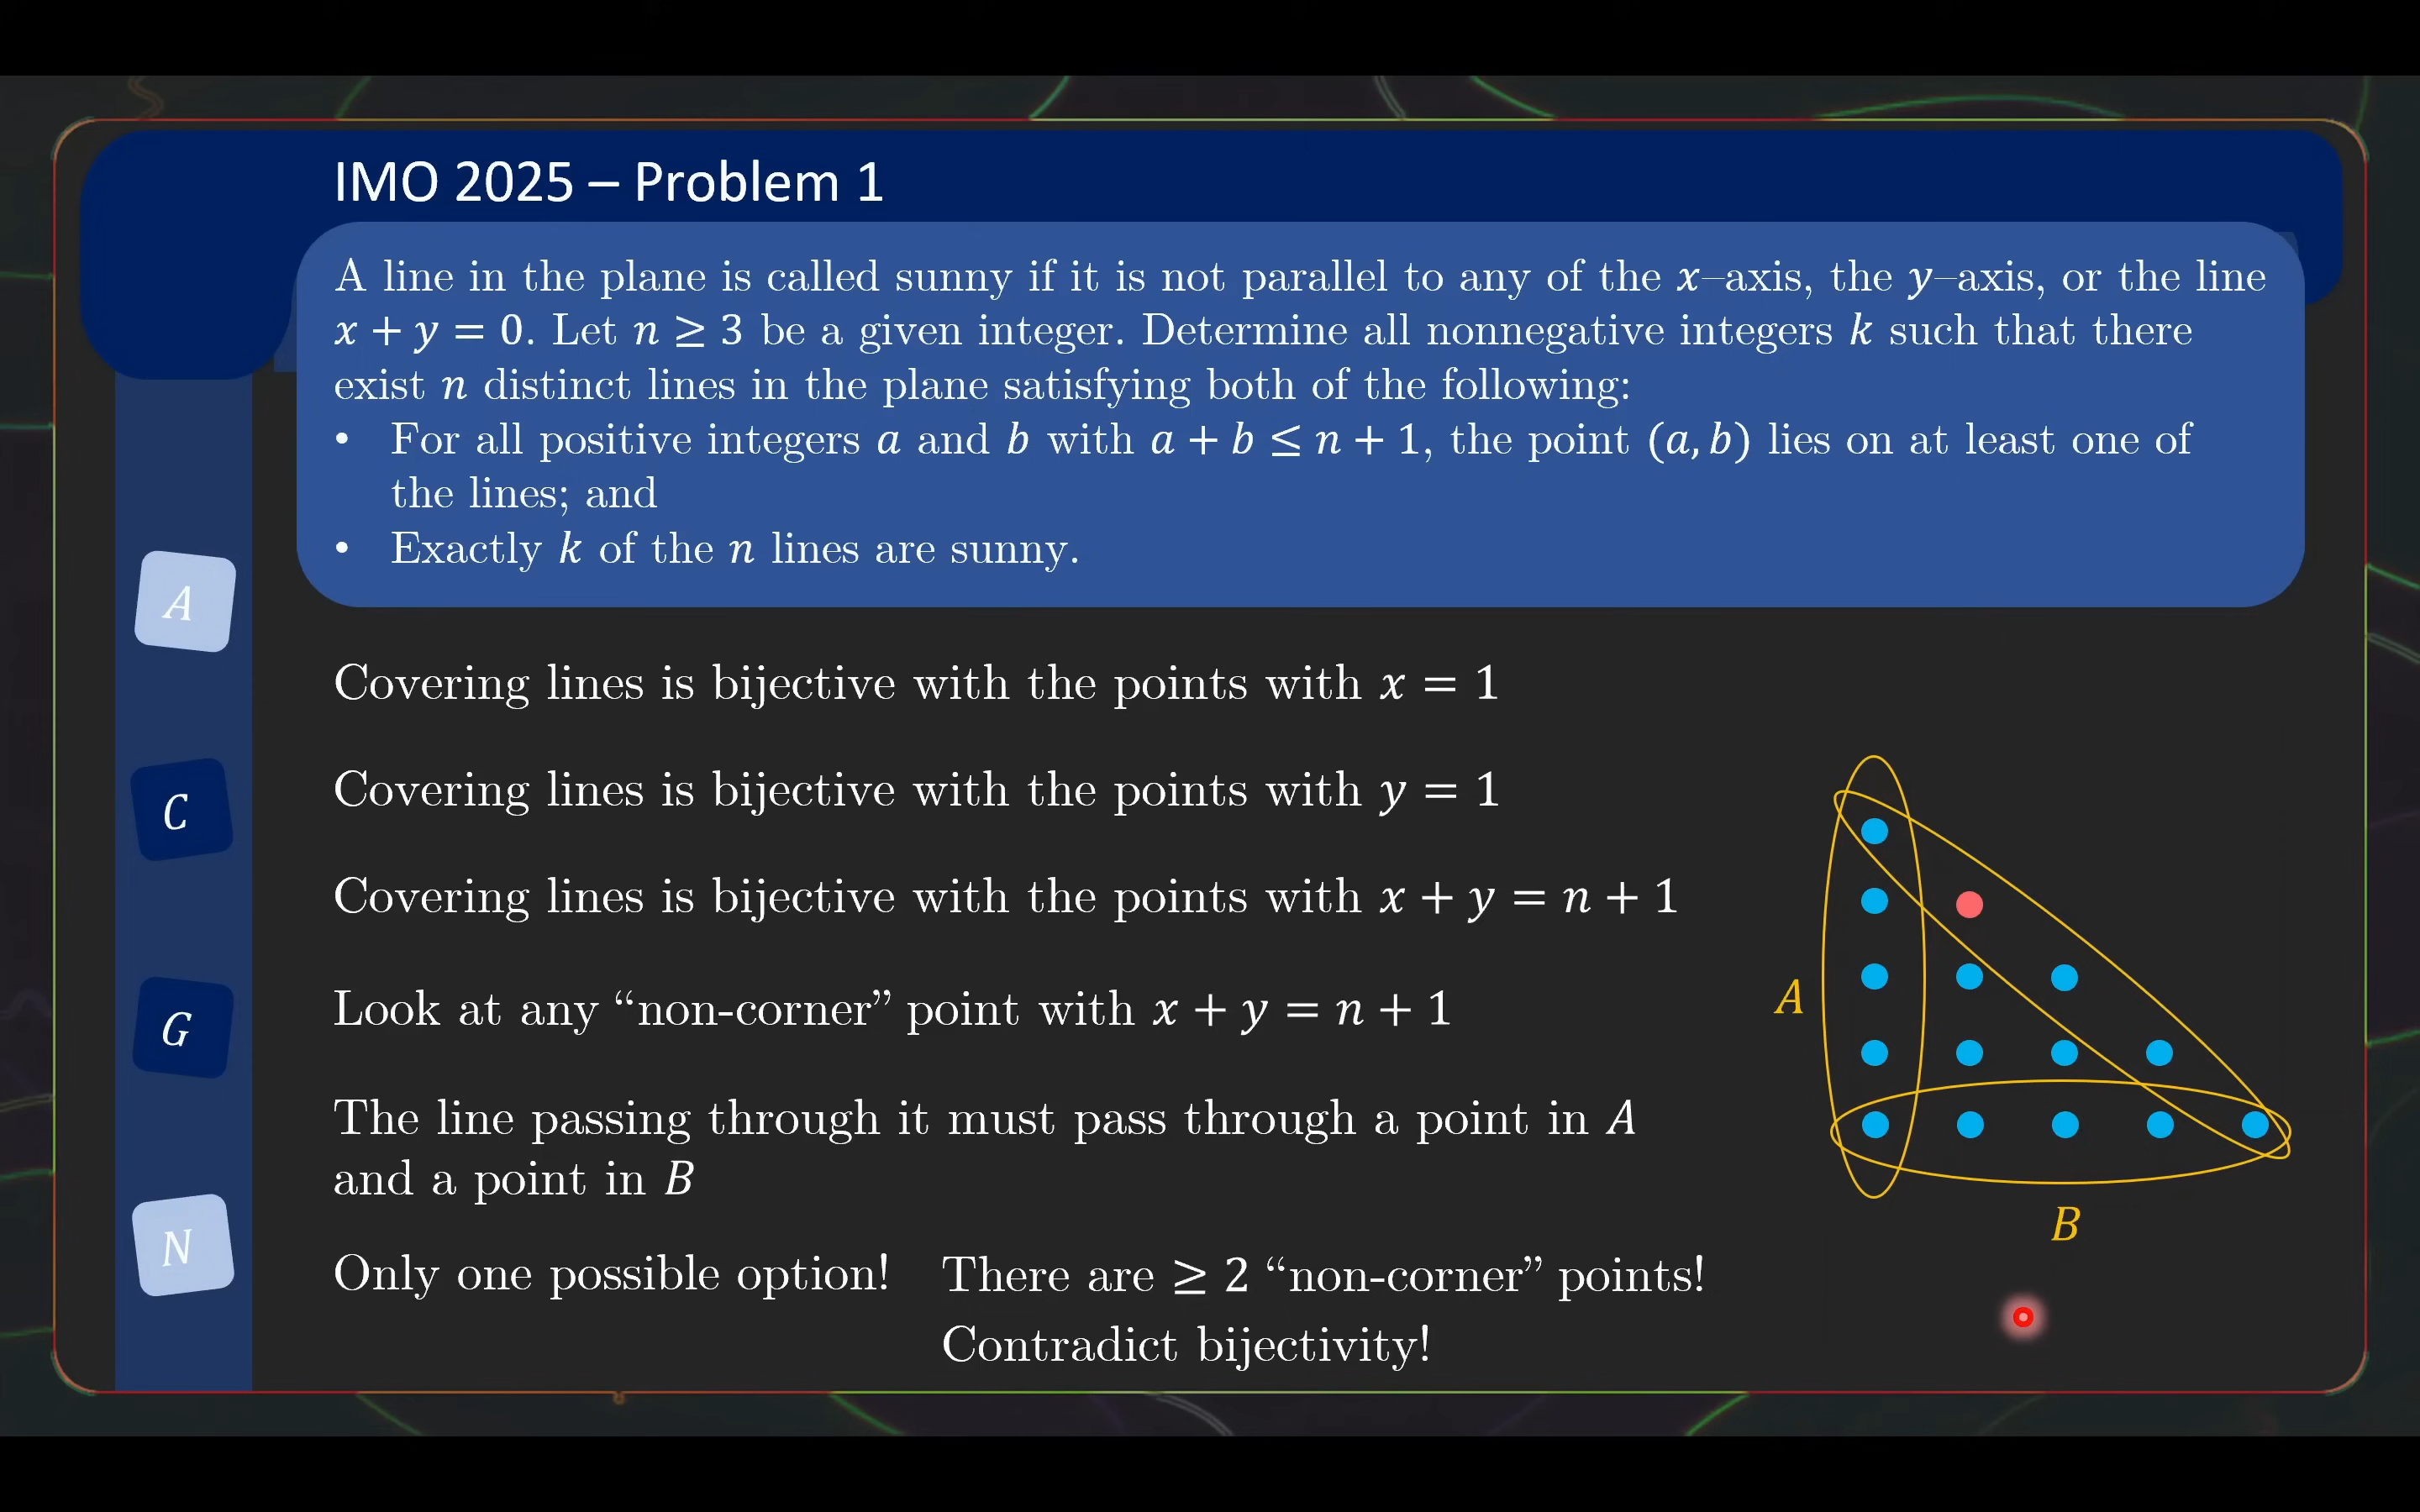 IMO 2025 – Problem 1
A line in the plane is called sunny if it is not parallel to any of the x–axis, the y–axis, or the line
x + y = 0. Let n ≥ 3 be a given integer. Determine all nonnegative integers k such that there
exist n distinct lines in the plane satisfying both of the following:
• For all positive integers a and b with a + b ≤ n + 1, the point (a, b) lies on at least one of
the lines; and
• Exactly k of the n lines are sunny.
A
C
G
N
Covering lines is bijective with the points with x = 1
Covering lines is bijective with the points with y = 1
Covering lines is bijective with the points with x + y = n + 1
Look at any “non-corner” point with x + y = n + 1
The line passing through it must pass through a point in A
and a point in B
Only one possible option!
There are ≥ 2 “non-corner” points!
Contradict bijectivity!
A
B